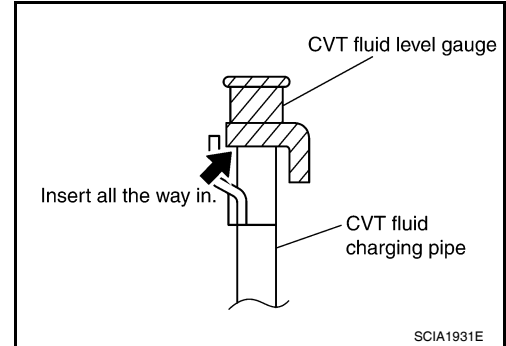 CVT fluid level gauge
Insert all the way in.
CVT fluid
charging pipe
SCIA1931E